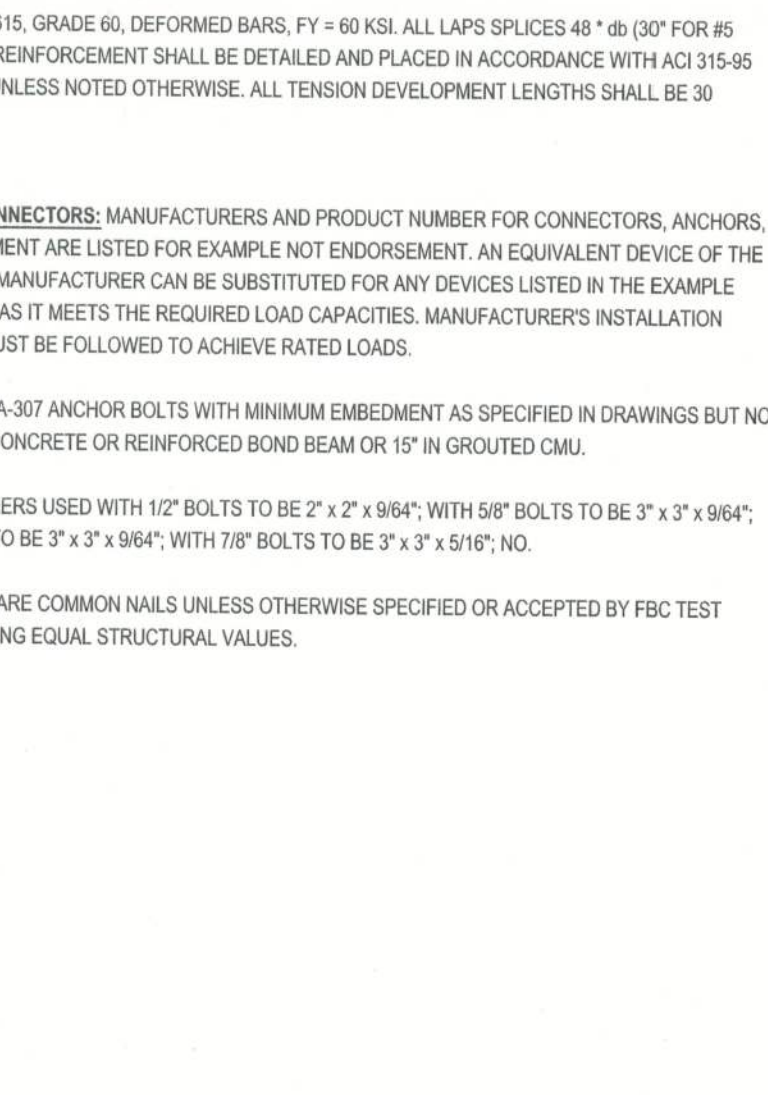 615, GRADE 60, DEFORMED BARS, FY = 60 KSI. ALL LAPS SPLICES 48 * db (30" FOR #5
REINFORCEMENT SHALL BE DETAILED AND PLACED IN ACCORDANCE WITH ACI 315-95
NLESS NOTED OTHERWISE. ALL TENSION DEVELOPMENT LENGTHS SHALL BE 30
NNECTORS: MANUFACTURERS AND PRODUCT NUMBER FOR CONNECTORS, ANCHORS,
MENT ARE LISTED FOR EXAMPLE NOT ENDORSEMENT. AN EQUIVALENT DEVICE OF THE
MANUFACTURER CAN BE SUBSTITUTED FOR ANY DEVICES LISTED IN THE EXAMPLE
AS IT MEETS THE REQUIRED LOAD CAPACITIES. MANUFACTURER'S INSTALLATION
UST BE FOLLOWED TO ACHIEVE RATED LOADS.
A-307 ANCHOR BOLTS WITH MINIMUM EMBEDMENT AS SPECIFIED IN DRAWINGS BUT NO
ONCRETE OR REINFORCED BOND BEAM OR 15" IN GROUTED CMU.
ERS USED WITH 1/2" BOLTS TO BE 2" x 2" x 9/64"; WITH 5/8" BOLTS TO BE 3" x 3" x 9/64";
O BE 3" x 3" x 9/64"; WITH 7/8" BOLTS TO BE 3" x 3" x 5/16"; NO.
ARE COMMON NAILS UNLESS OTHERWISE SPECIFIED OR ACCEPTED BY FBC TEST
NG EQUAL STRUCTURAL VALUES.